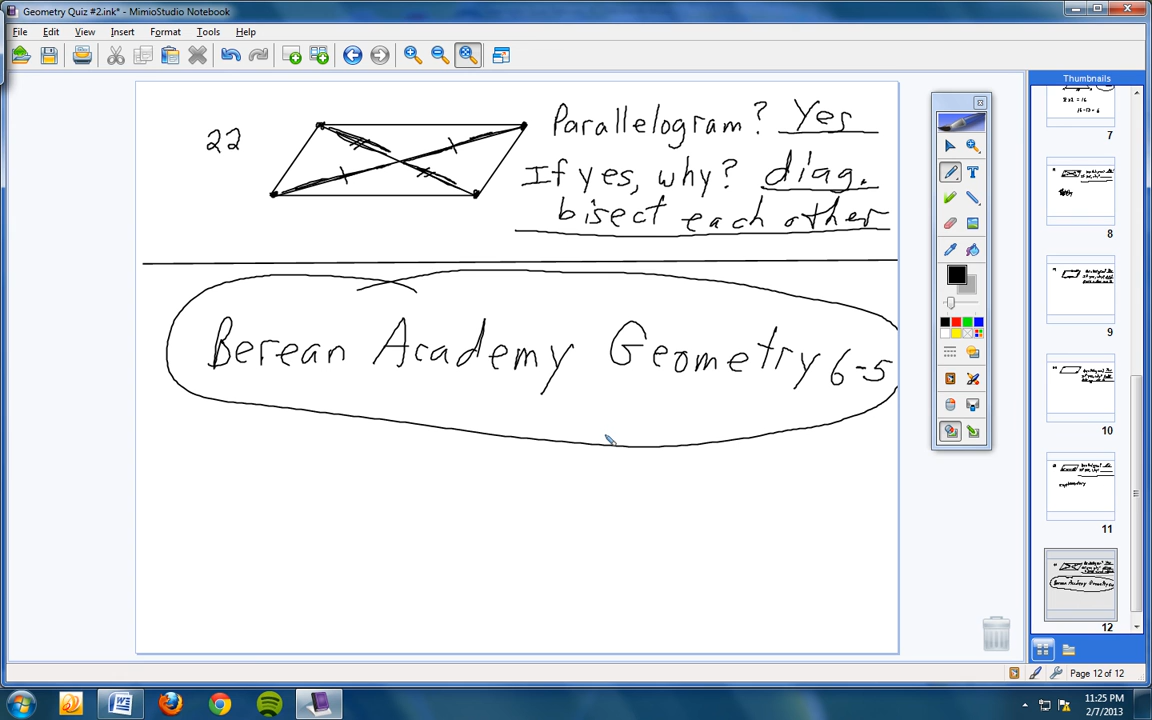 Geometry Quiz #2.ink* - MimioStudio Notebook
File Edit View Insert Format Tools Help
Thumbnails
22
Parallelogram? Yes
If yes, why? diag.
bisect each other
Berean Academy Geometry 6-5
7
8
9
10
11
12
Page 12 of 12
11:25 PM
2/7/2013